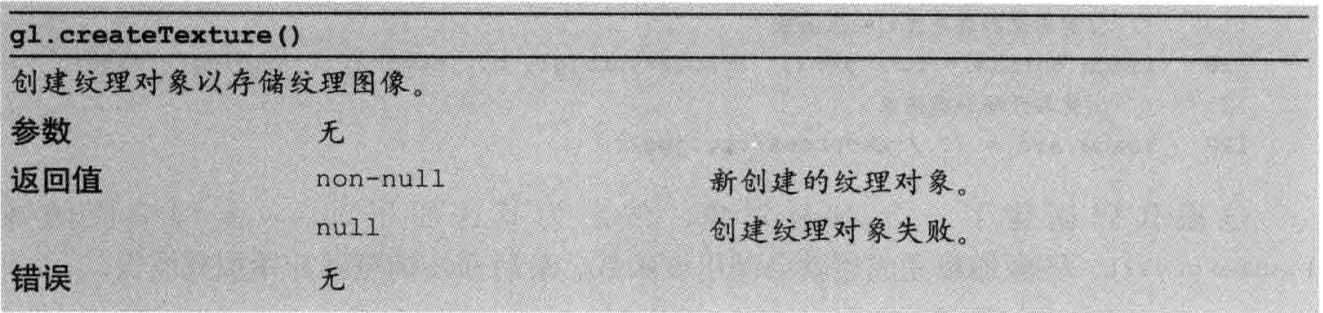 gl.createTexture()
创建纹理对象以存储纹理图像。
参数 无
返回值 non-null 新创建的纹理对象。
null 创建纹理对象失败。
错误 无